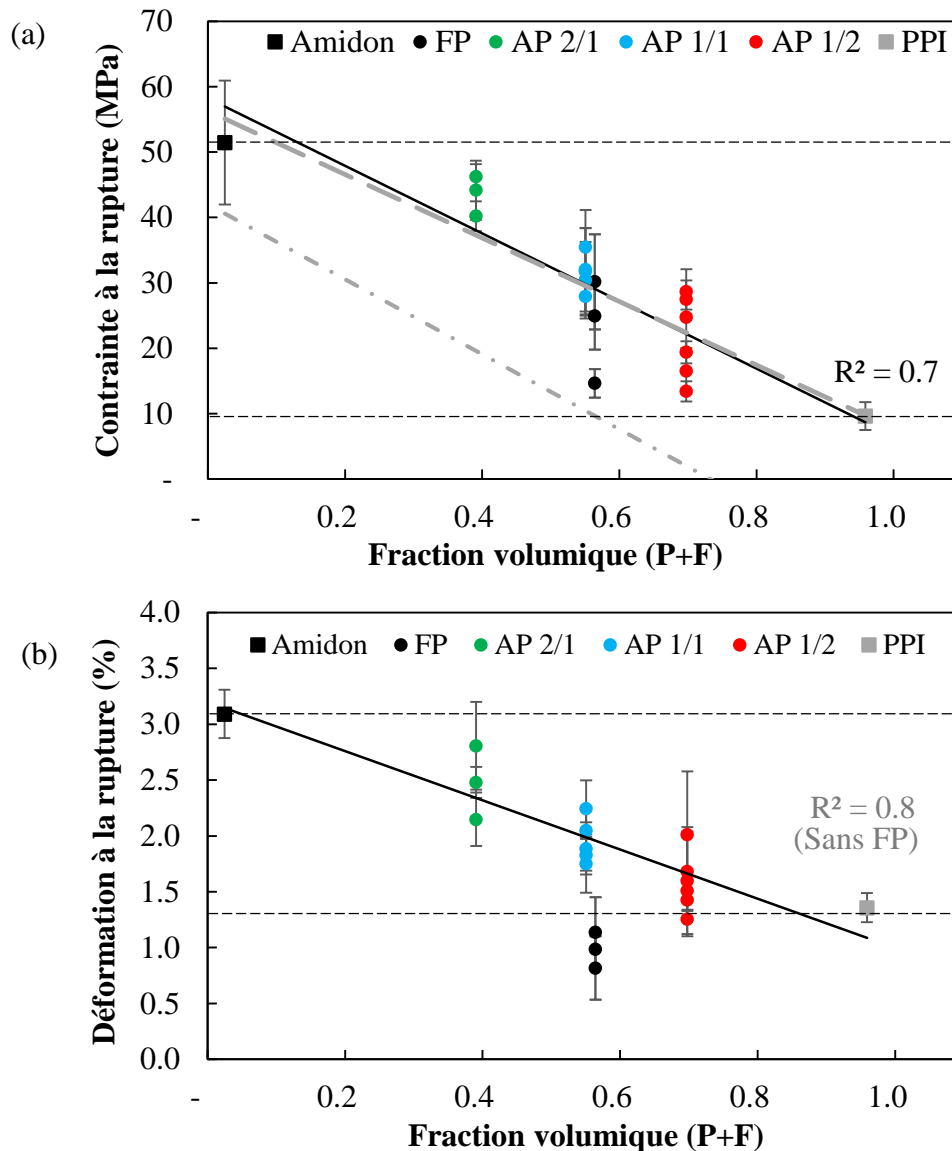 (a)
Amidon FP AP 2/1 AP 1/1 AP 1/2 PPI
Contrainte à la rupture (MPa)
70
60
50
40
30
20
10
-
R² = 0.7
- 0.2 0.4 0.6 0.8 1.0
Fraction volumique (P+F)
(b)
Amidon FP AP 2/1 AP 1/1 AP 1/2 PPI
Déformation à la rupture (%)
4.0
3.5
3.0
2.5
2.0
1.5
1.0
0.5
0.0
R² = 0.8
(Sans FP)
- 0.2 0.4 0.6 0.8 1.0
Fraction volumique (P+F)